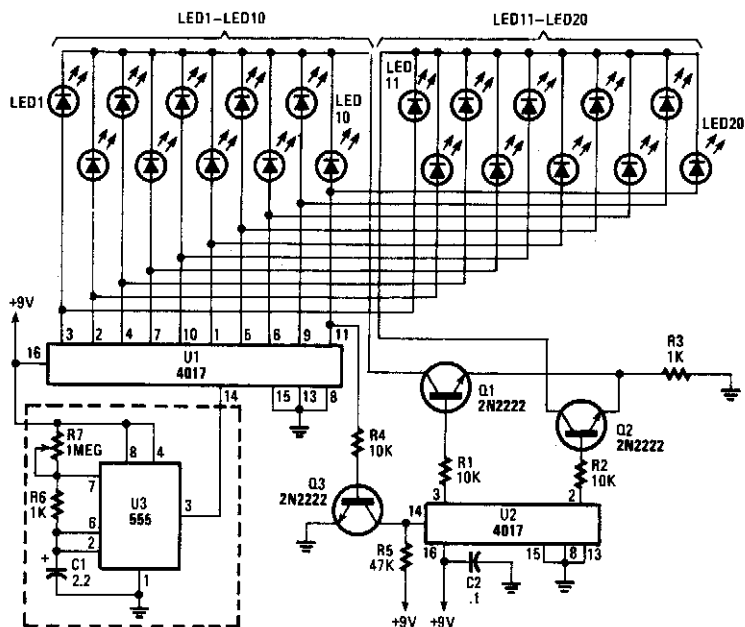 LED1–LED10
LED11–LED20
LED1
LED
10
LED
11
LED20
+9V
3 2 4 7 10 1 5 6 9 11
16
U1
4017
14
15 13 8
R3
1K
Q1
2N2222
Q2
2N2222
R4
10K
R1
10K
R2
10K
R7
1MEG
8 4
7
R6
1K
U3
555
3
6
2
+
C1
2.2
1
Q3
2N2222
14
3
2
U2
4017
16
15 8 13
R5
47K
C2
.1
+9V
+9V